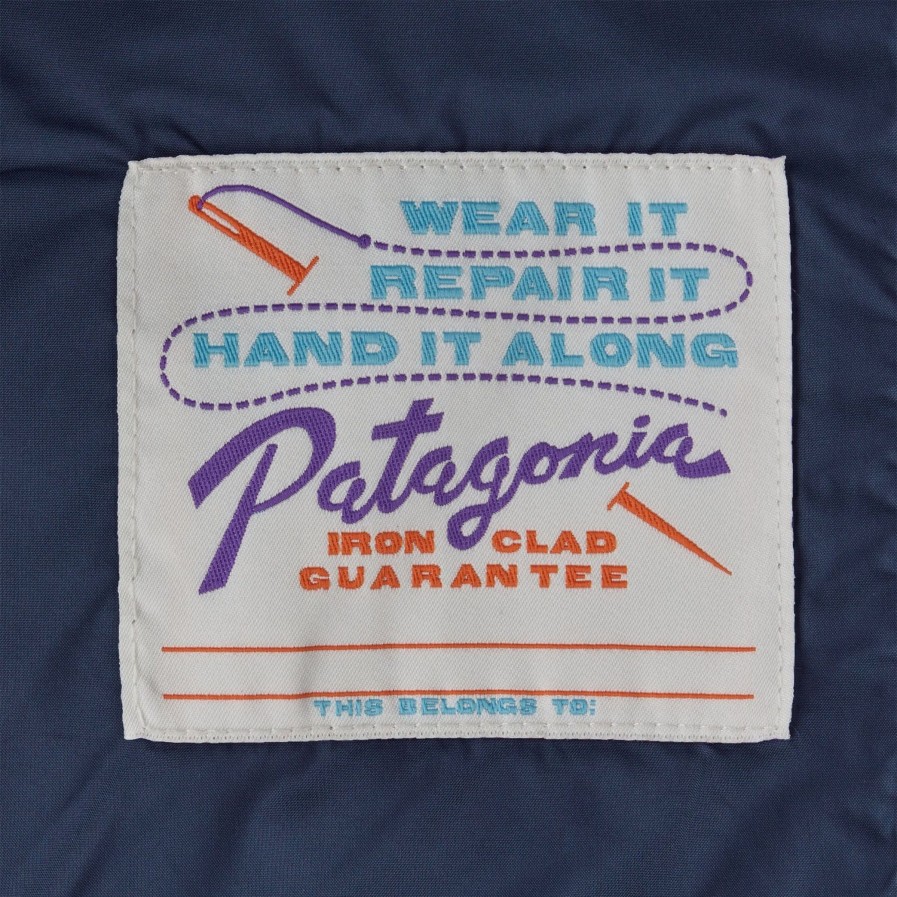 WEAR IT
REPAIR IT
HAND IT ALONG
Patagonia
IRON CLAD
GUARANTEE
THIS BELONGS TO: